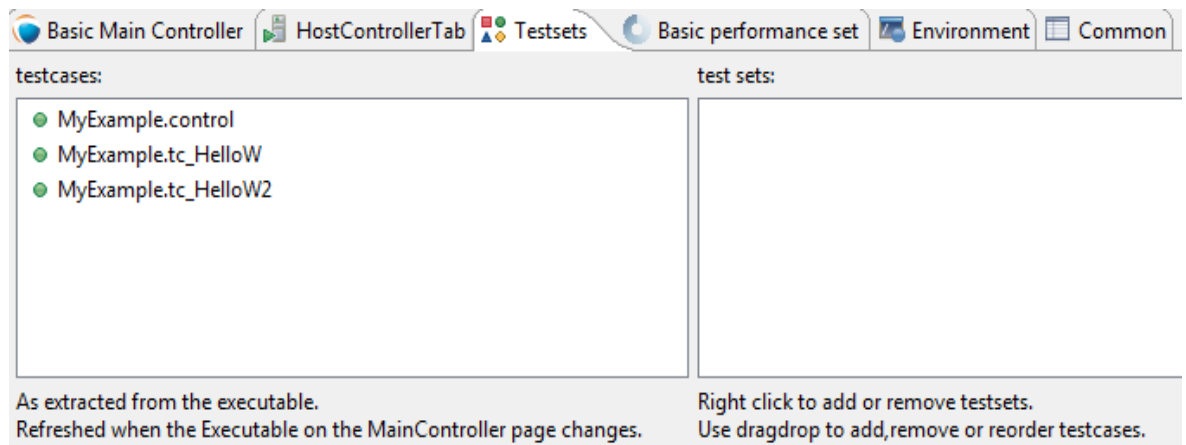 Basic Main Controller HostControllerTab Testsets Basic performance set Environment Common
testcases:
test sets:
MyExample.control
MyExample.tc_HelloW
MyExample.tc_HelloW2
As extracted from the executable.
Refreshed when the Executable on the MainController page changes.
Right click to add or remove testsets.
Use dragdrop to add,remove or reorder testcases.